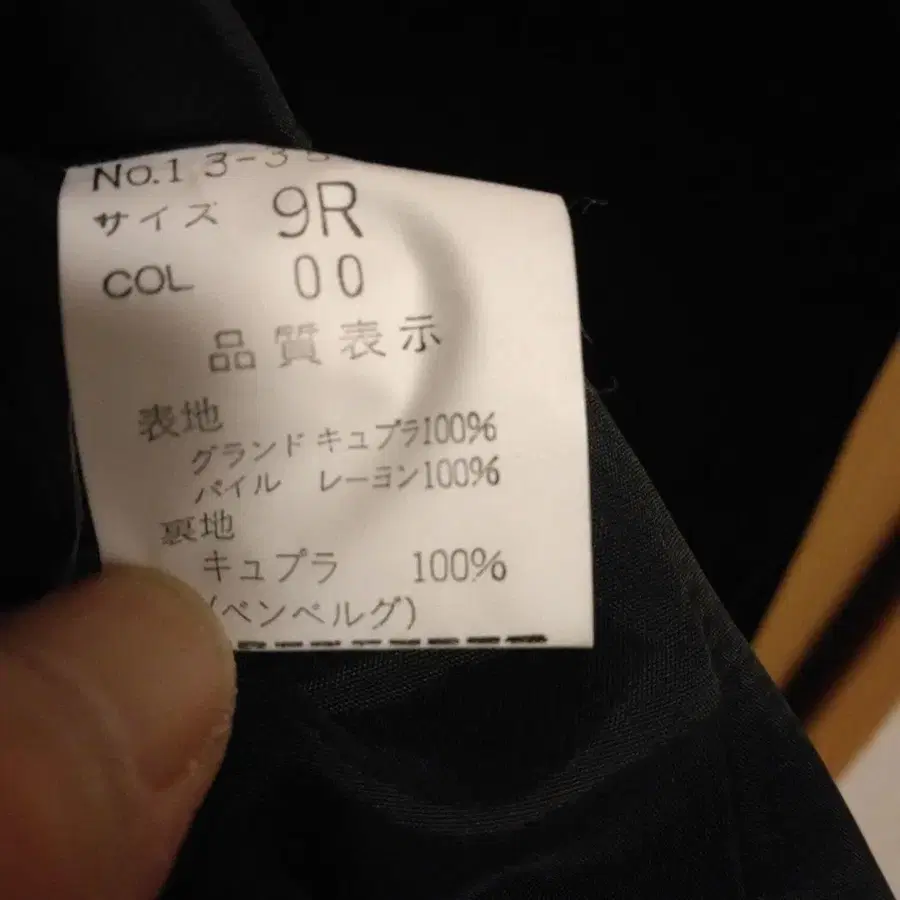 No.1 3-3
サイズ 9R
COL 00
品質表示
表地
グランド キュプラ100%
パイル レーヨン100%
裏地
キュプラ 100%
(ベンベルグ)